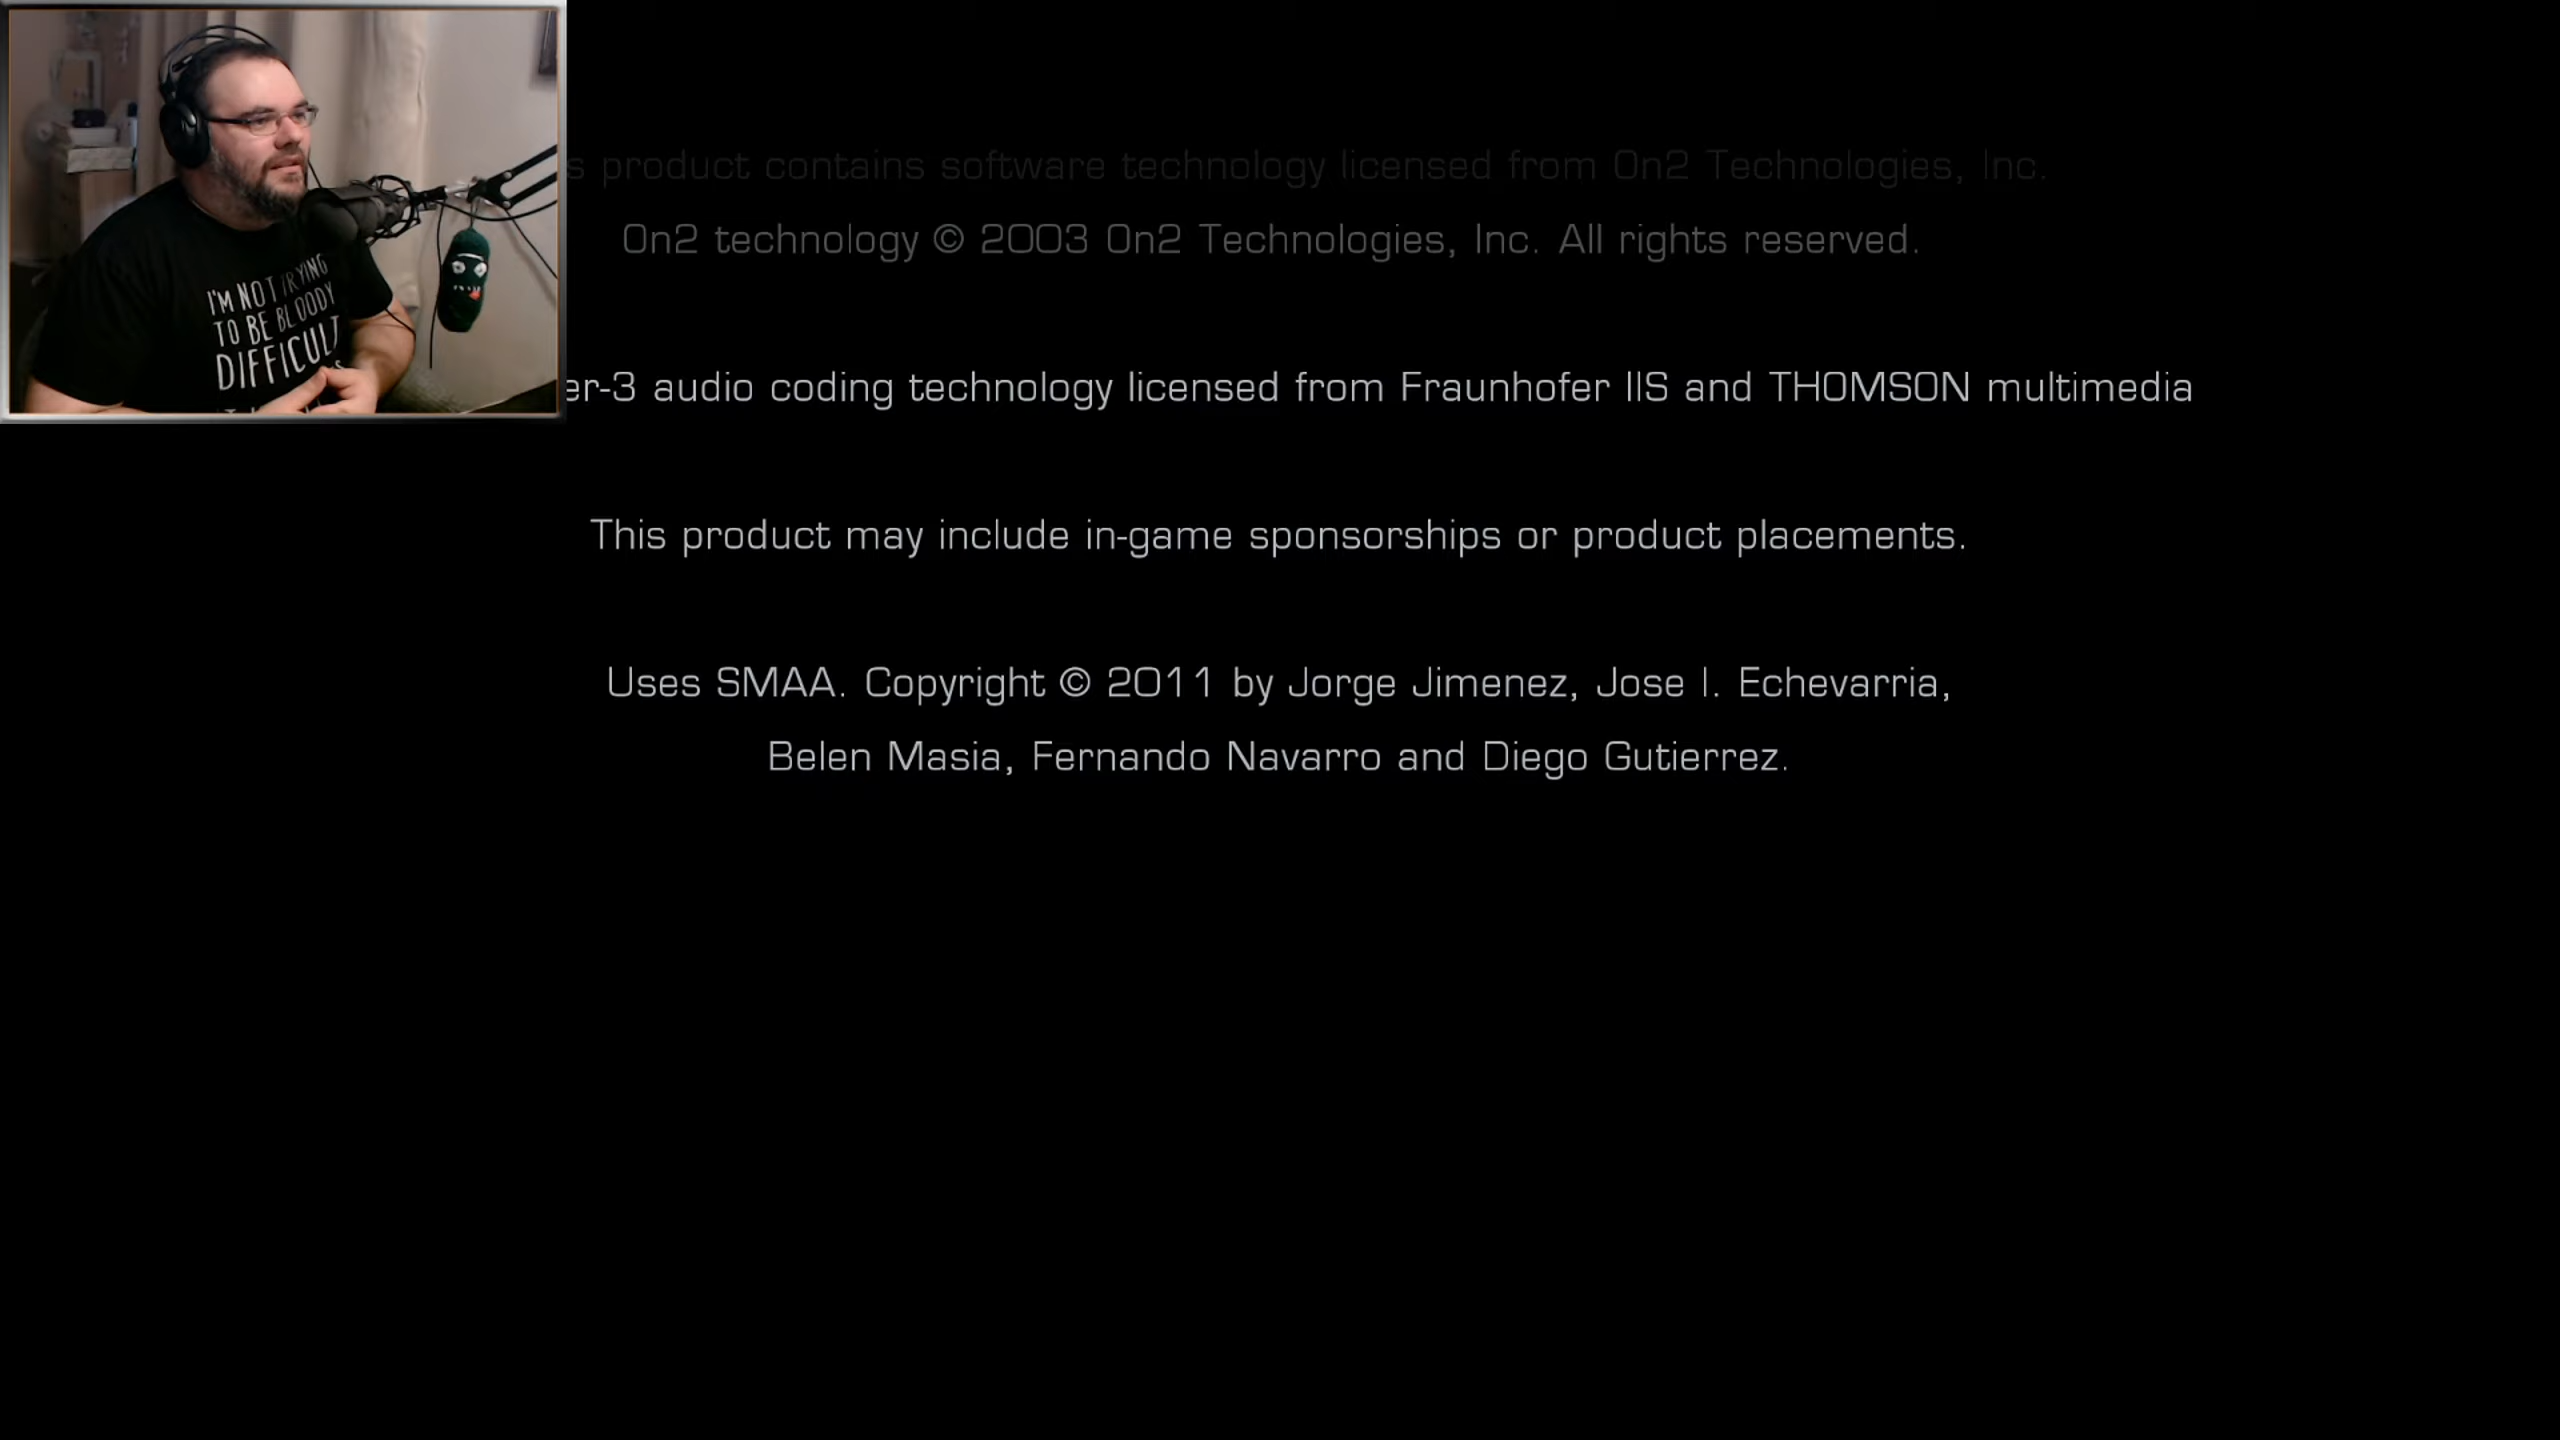 I'M NOT TRYING
TO BE BLOODY
DIFFICULT
s product contains software technology licensed from On2 Technologies, Inc.
On2 technology © 2003 On2 Technologies, Inc. All rights reserved.
er-3 audio coding technology licensed from Fraunhofer IIS and THOMSON multimedia
This product may include in-game sponsorships or product placements.
Uses SMAA. Copyright © 2011 by Jorge Jimenez, Jose I. Echevarria,
Belen Masia, Fernando Navarro and Diego Gutierrez.